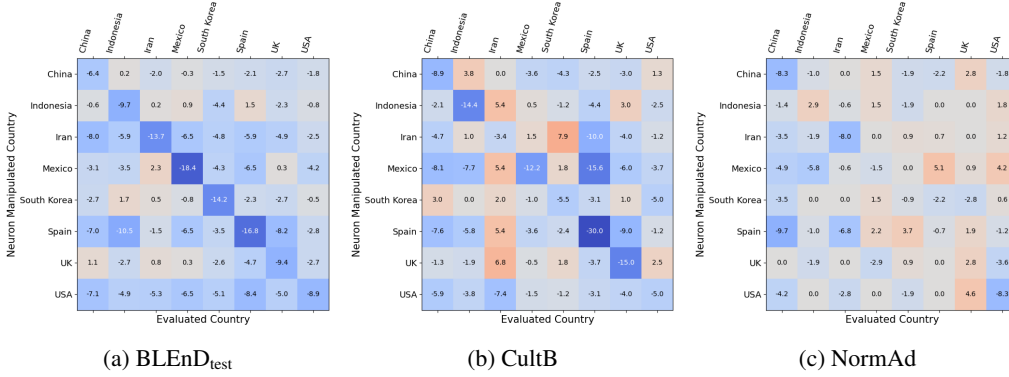 China Indonesia Iran Mexico South Korea Spain UK USA
China -6.4 0.2 -2.0 -0.3 -1.5 -2.1 -2.7 -1.8
Indonesia -0.6 -9.7 0.2 0.9 -4.4 1.5 -2.3 -0.8
Iran -8.0 -5.9 -13.7 -6.5 -4.8 -5.9 -4.9 -2.5
Mexico -3.1 -3.5 2.3 -18.4 -4.3 -6.5 0.3 -4.2
South Korea -2.7 1.7 0.5 -0.8 -14.2 -2.3 -2.7 -0.5
Spain -7.0 -10.5 -1.5 -6.5 -3.5 -16.8 -8.2 -2.8
UK 1.1 -2.7 0.8 0.3 -2.6 -4.7 -9.4 -2.7
USA -7.1 -4.9 -5.3 -6.5 -5.1 -8.4 -5.0 -8.9
Neuron Manipulated Country
Evaluated Country
(a) BLEnD_test
China Indonesia Iran Mexico South Korea Spain UK USA
China -8.9 3.8 0.0 -3.6 -4.3 -2.5 -3.0 1.3
Indonesia -2.1 -14.4 5.4 0.5 -1.2 -4.4 3.0 -2.5
Iran -4.7 1.0 -3.4 1.5 7.9 -10.0 -4.0 -1.2
Mexico -8.1 -7.7 5.4 -12.2 1.8 -15.6 -6.0 -3.7
South Korea 3.0 0.0 2.0 -1.0 -5.5 -3.1 1.0 -5.0
Spain -7.6 -5.8 5.4 -3.6 -2.4 -30.0 -9.0 -1.2
UK -1.3 -1.9 6.8 -0.5 1.8 -3.7 -15.0 2.5
USA -5.9 -3.8 -7.4 -1.5 -1.2 -3.1 -4.0 -5.0
Neuron Manipulated Country
Evaluated Country
(b) CultB
China Indonesia Iran Mexico South Korea Spain UK USA
China -8.3 -1.0 0.0 1.5 -1.9 -2.2 2.8 -1.8
Indonesia -1.4 2.9 -0.6 1.5 -1.9 0.0 0.0 1.8
Iran -3.5 -1.9 -8.0 0.0 0.9 0.7 0.0 -1.2
Mexico -4.9 -5.8 -0.6 -1.5 0.0 5.1 0.9 4.2
South Korea -3.5 0.0 0.0 1.5 -0.9 -2.2 -2.8 0.6
Spain -9.7 -1.0 -6.8 2.2 3.7 -0.7 1.9 -1.2
UK 0.0 -1.9 0.0 -2.9 0.9 0.0 2.8 -3.6
USA -4.2 0.0 -2.8 0.0 -1.9 0.0 4.6 -8.3
Neuron Manipulated Country
Evaluated Country
(c) NormAd